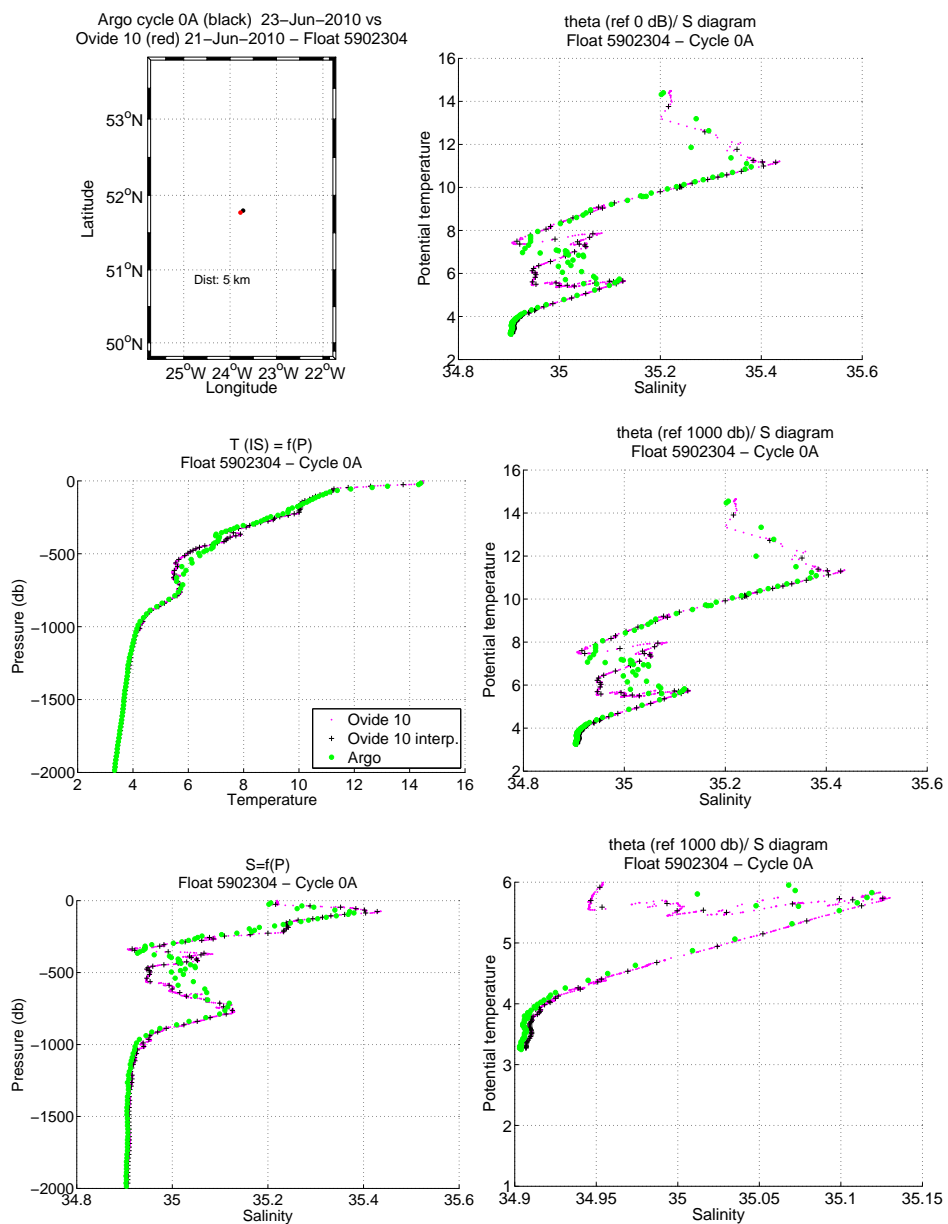 Argo cycle 0A (black)  23−Jun−2010 vs
Ovide 10 (red) 21−Jun−2010 − Float 5902304
53°N
52°N
51°N
50°N
Latitude
Dist: 5 km
25°W 24°W 23°W 22°W
Longitude
theta (ref 0 dB)/ S diagram
Float 5902304 − Cycle 0A
16
14
12
10
8
6
4
2
Potential temperature
34.8 35 35.2 35.4 35.6
Salinity
T (IS) = f(P)
Float 5902304 − Cycle 0A
0
−500
−1000
−1500
−2000
Pressure (db)
Ovide 10
Ovide 10 interp.
Argo
2 4 6 8 10 12 14 16
Temperature
theta (ref 1000 db)/ S diagram
Float 5902304 − Cycle 0A
16
14
12
10
8
6
4
2
Potential temperature
34.8 35 35.2 35.4 35.6
Salinity
S=f(P)
Float 5902304 − Cycle 0A
0
−500
−1000
−1500
−2000
Pressure (db)
34.8 35 35.2 35.4 35.6
Salinity
theta (ref 1000 db)/ S diagram
Float 5902304 − Cycle 0A
6
5
4
3
2
1
Potential temperature
34.9 34.95 35 35.05 35.1 35.15
Salinity